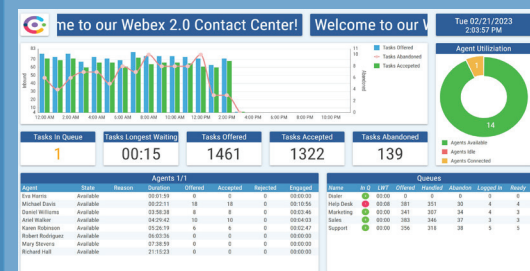 me to our Webex 2.0 Contact Center!
Welcome to our
Tue 02/21/2023
2:03:57 PM
Tasks Offered
Tasks Abandoned
Tasks Accepeted
Inbound
Abandoned
12:00 AM 2:00 AM 4:00 AM 6:00 AM 8:00 AM 10:00 AM 12:00 PM 2:00 PM 4:00 PM 6:00 PM 8:00 PM 10:00 PM
Agent Utilization
1
14
Agents Available
Agents Idle
Agents Connected
Tasks In Queue
1
Tasks Longest Waiting
00:15
Tasks Offered
1461
Tasks Accepted
1322
Tasks Abandoned
139
Agents 1/1
Agent State Reason Duration Offered Accepted Rejected Engaged
Eva Harris Available 00:01:59 0 0 0 00:00:00
Michael Davis Available 00:22:11 18 18 0 00:10:56
Daniel Williams Available 03:58:38 8 8 0 00:03:46
Ariel Walker Available 04:29:42 10 10 0 00:04:03
Karen Robinson Available 05:26:19 6 6 0 00:02:47
Robert Rodriquez Available 06:03:36 0 0 0 00:00:00
Mary Stevens Available 07:38:59 0 0 0 00:00:00
Richard Hall Available 21:15:23 0 0 0 00:00:00
Queues
Name In Q LWT Offered Handled Abandon Logged In Ready
Dialer 00:00 0 0 0 0 0
Help Desk 00:08 381 351 30 4 4
Marketing 00:00 341 307 34 4 3
Sales 00:00 383 346 37 3 3
Support 00:00 356 318 38 5 5